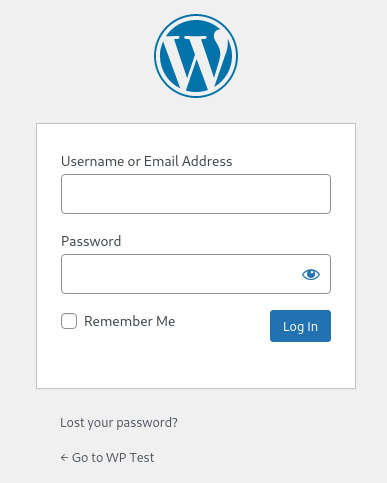 Username or Email Address
Password
Remember Me
Log In
Lost your password?
← Go to WP Test